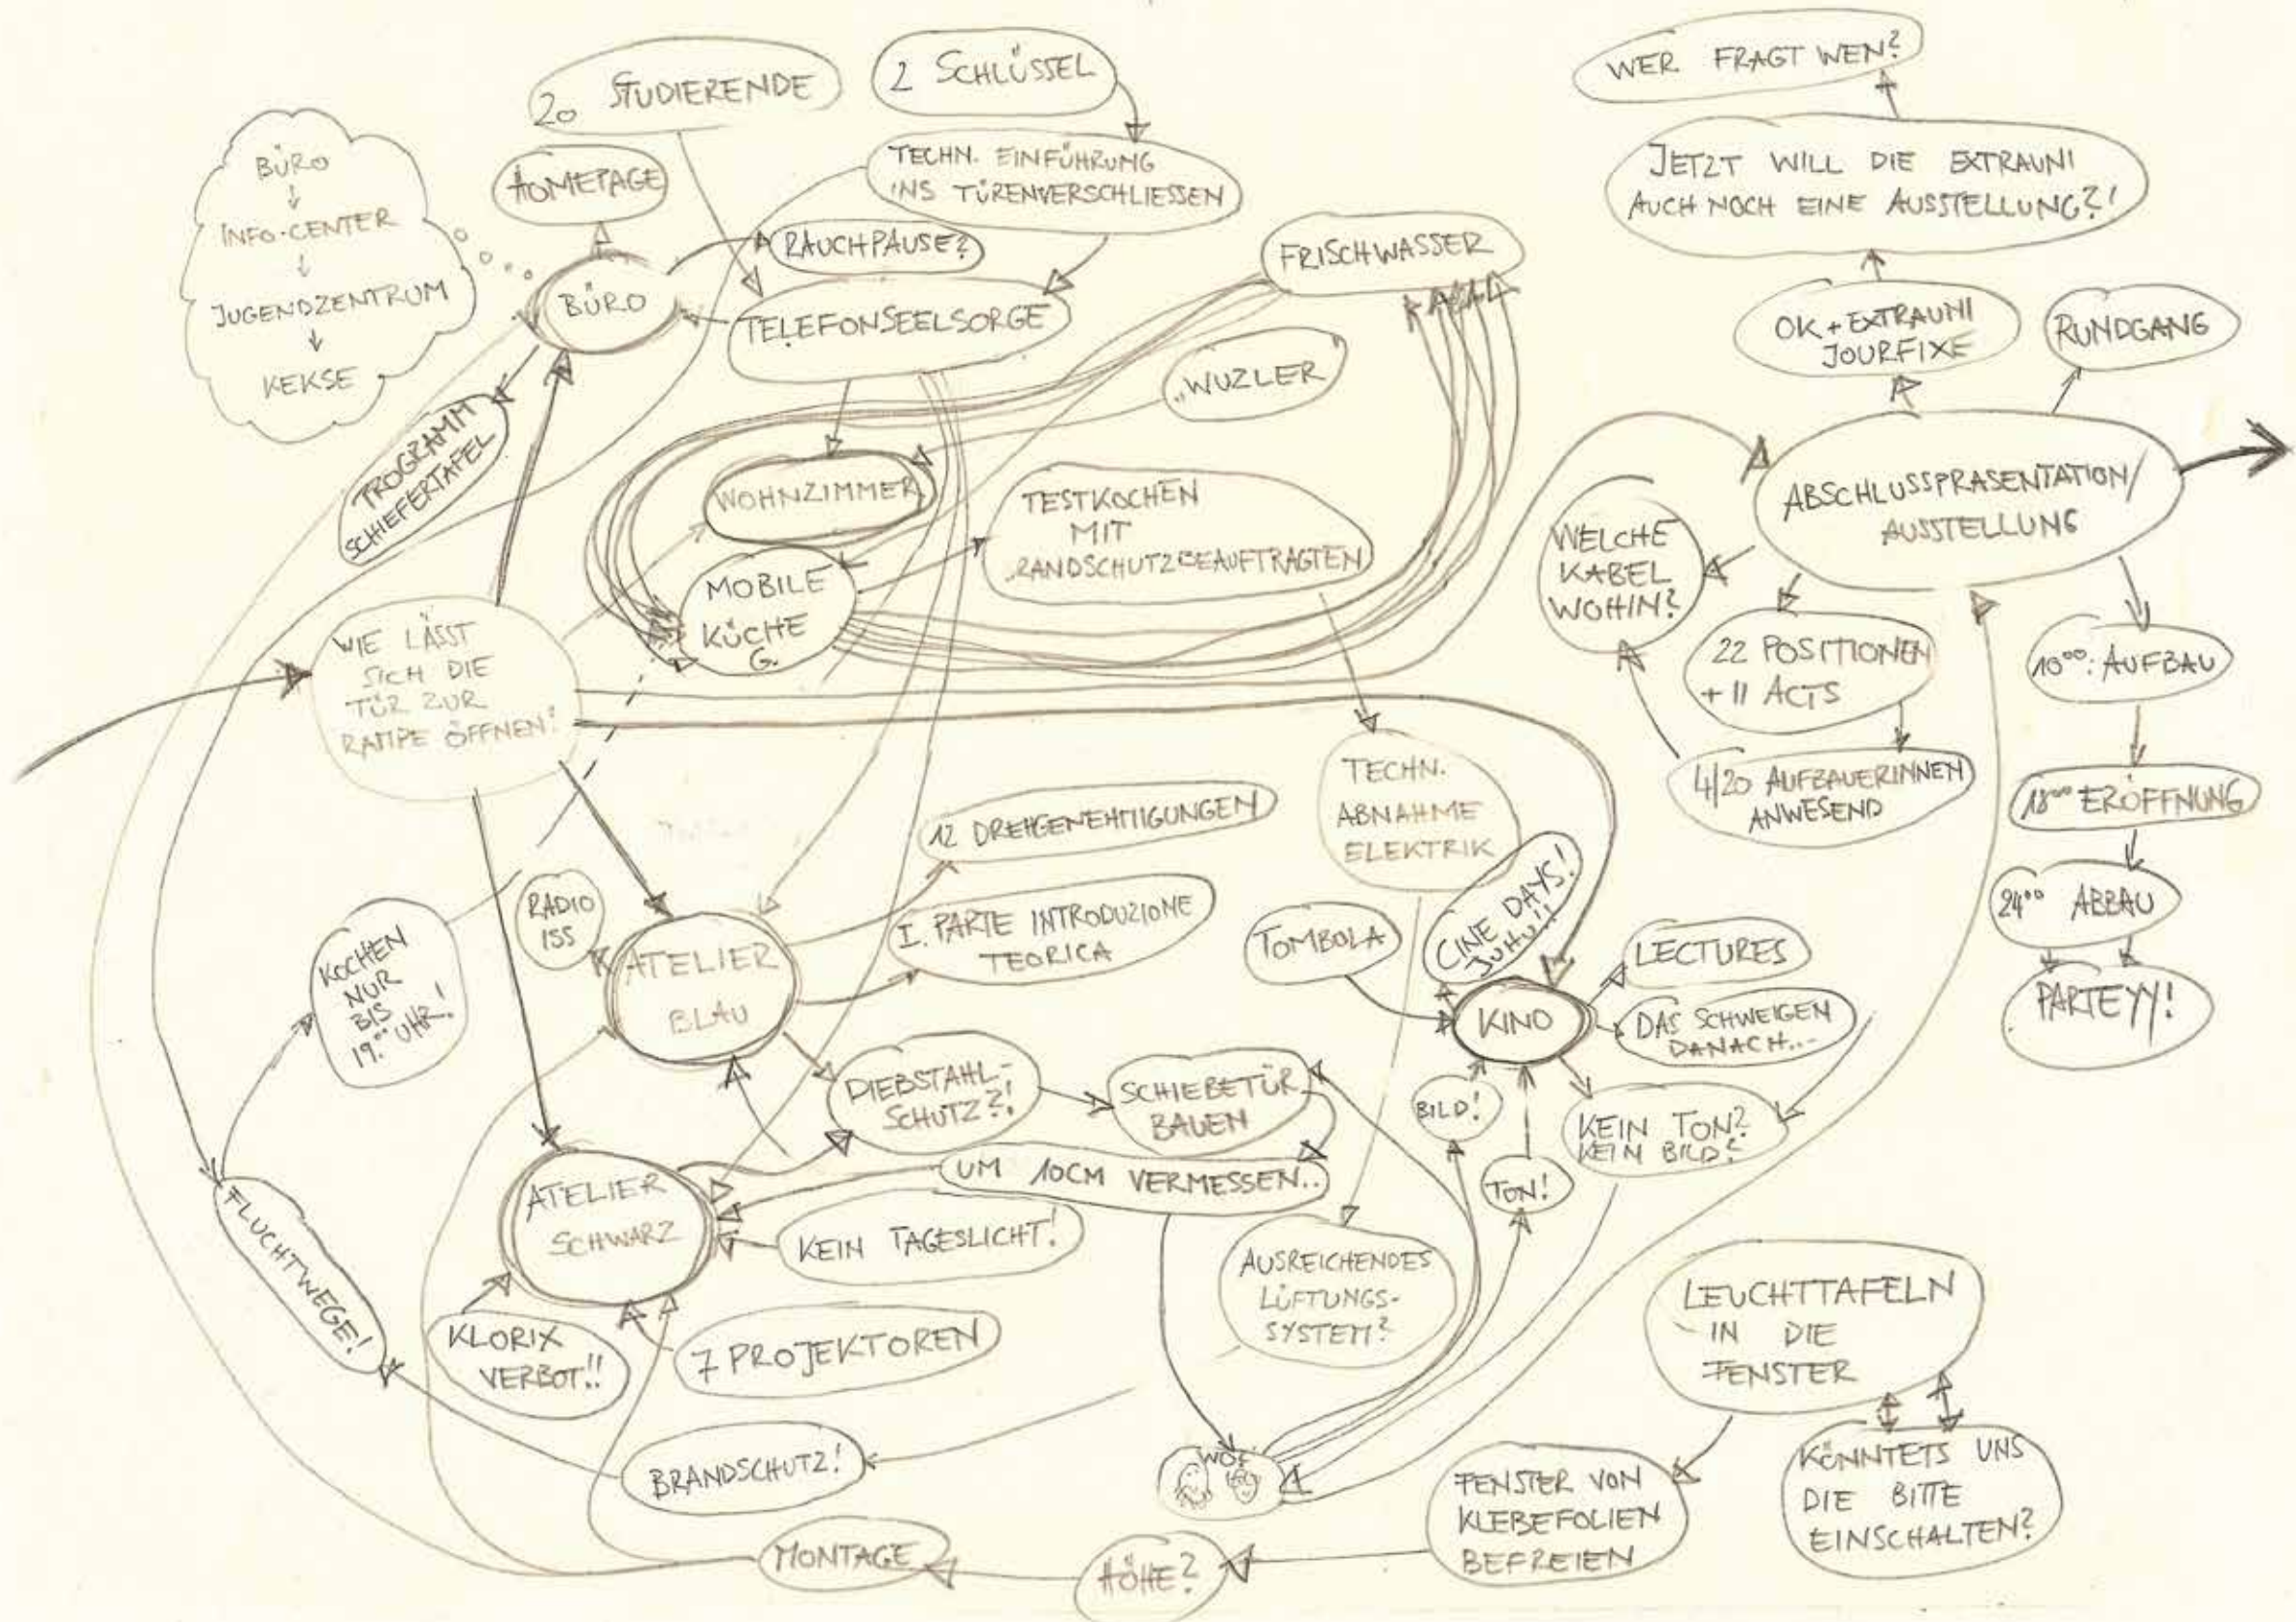 BÜRO
↓
INFO-CENTER
↓
JUGENDZENTRUM
↓
KEKSE
20 STUDIERENDE
2 SCHLÜSSEL
HOMEPAGE
TECHN. EINFÜHRUNG
INS TÜRENVERSCHLIESSEN
BÜRO
RAUCHPAUSE?
TELEFONSEELSORGE
FRISCHWASSER
"WUZLER"
PROGRAMM
SCHIEFERTAFEL
WOHNZIMMER
MOBILE
KÜCHE
G.
TESTKOCHEN
MIT
BRANDSCHUTZBEAUFTRAGTEN
WER FRAGT WEN?
JETZT WILL DIE EXTRAUNI
AUCH NOCH EINE AUSSTELLUNG?!
OK + EXTRAUNI
JOURFIXE
RUNDGANG
ABSCHLUSSPRÄSENTATION/
AUSSTELLUNG
WELCHE
KABEL
WOHIN?
22 POSITIONEN
+ 11 ACTS
4/20 AUFBAUERINNEN
ANWESEND
10⁰⁰: AUFBAU
18⁰⁰ ERÖFFNUNG
24⁰⁰ ABBAU
PARTEYY!
WIE LÄSST
SICH DIE
TÜR ZUR
RAMPE ÖFFNEN?
TECHN.
ABNAHME
ELEKTRIK
12 DREHGENEHMIGUNGEN
I. PARTE INTRODUZIONE
TEORICA
RADIO
ISS
ATELIER
BLAU
KOCHEN
NUR
BIS
19.⁰⁰ UHR!
TOMBOLA
CINE DAYS!
JUHU!!
KINO
LECTURES
DAS SCHWEIGEN
DANACH...
BILD!
TON!
KEIN TON?
KEIN BILD?
DIEBSTAHL-
SCHUTZ?!
SCHIEBETÜR
BAUEN
UM 10CM VERMESSEN..
ATELIER
SCHWARZ
KEIN TAGESLICHT!
FLUCHTWEGE!
KLORIX
VERBOT!!
7 PROJEKTOREN
AUSREICHENDES
LÜFTUNGS-
SYSTEM?
BRANDSCHUTZ!
LEUCHTTAFELN
IN DIE
FENSTER
KÖNNTETS UNS
DIE BITTE
EINSCHALTEN?
FENSTER VON
KLEBEFOLIEN
BEFREIEN
HÖHE?
MONTAGE